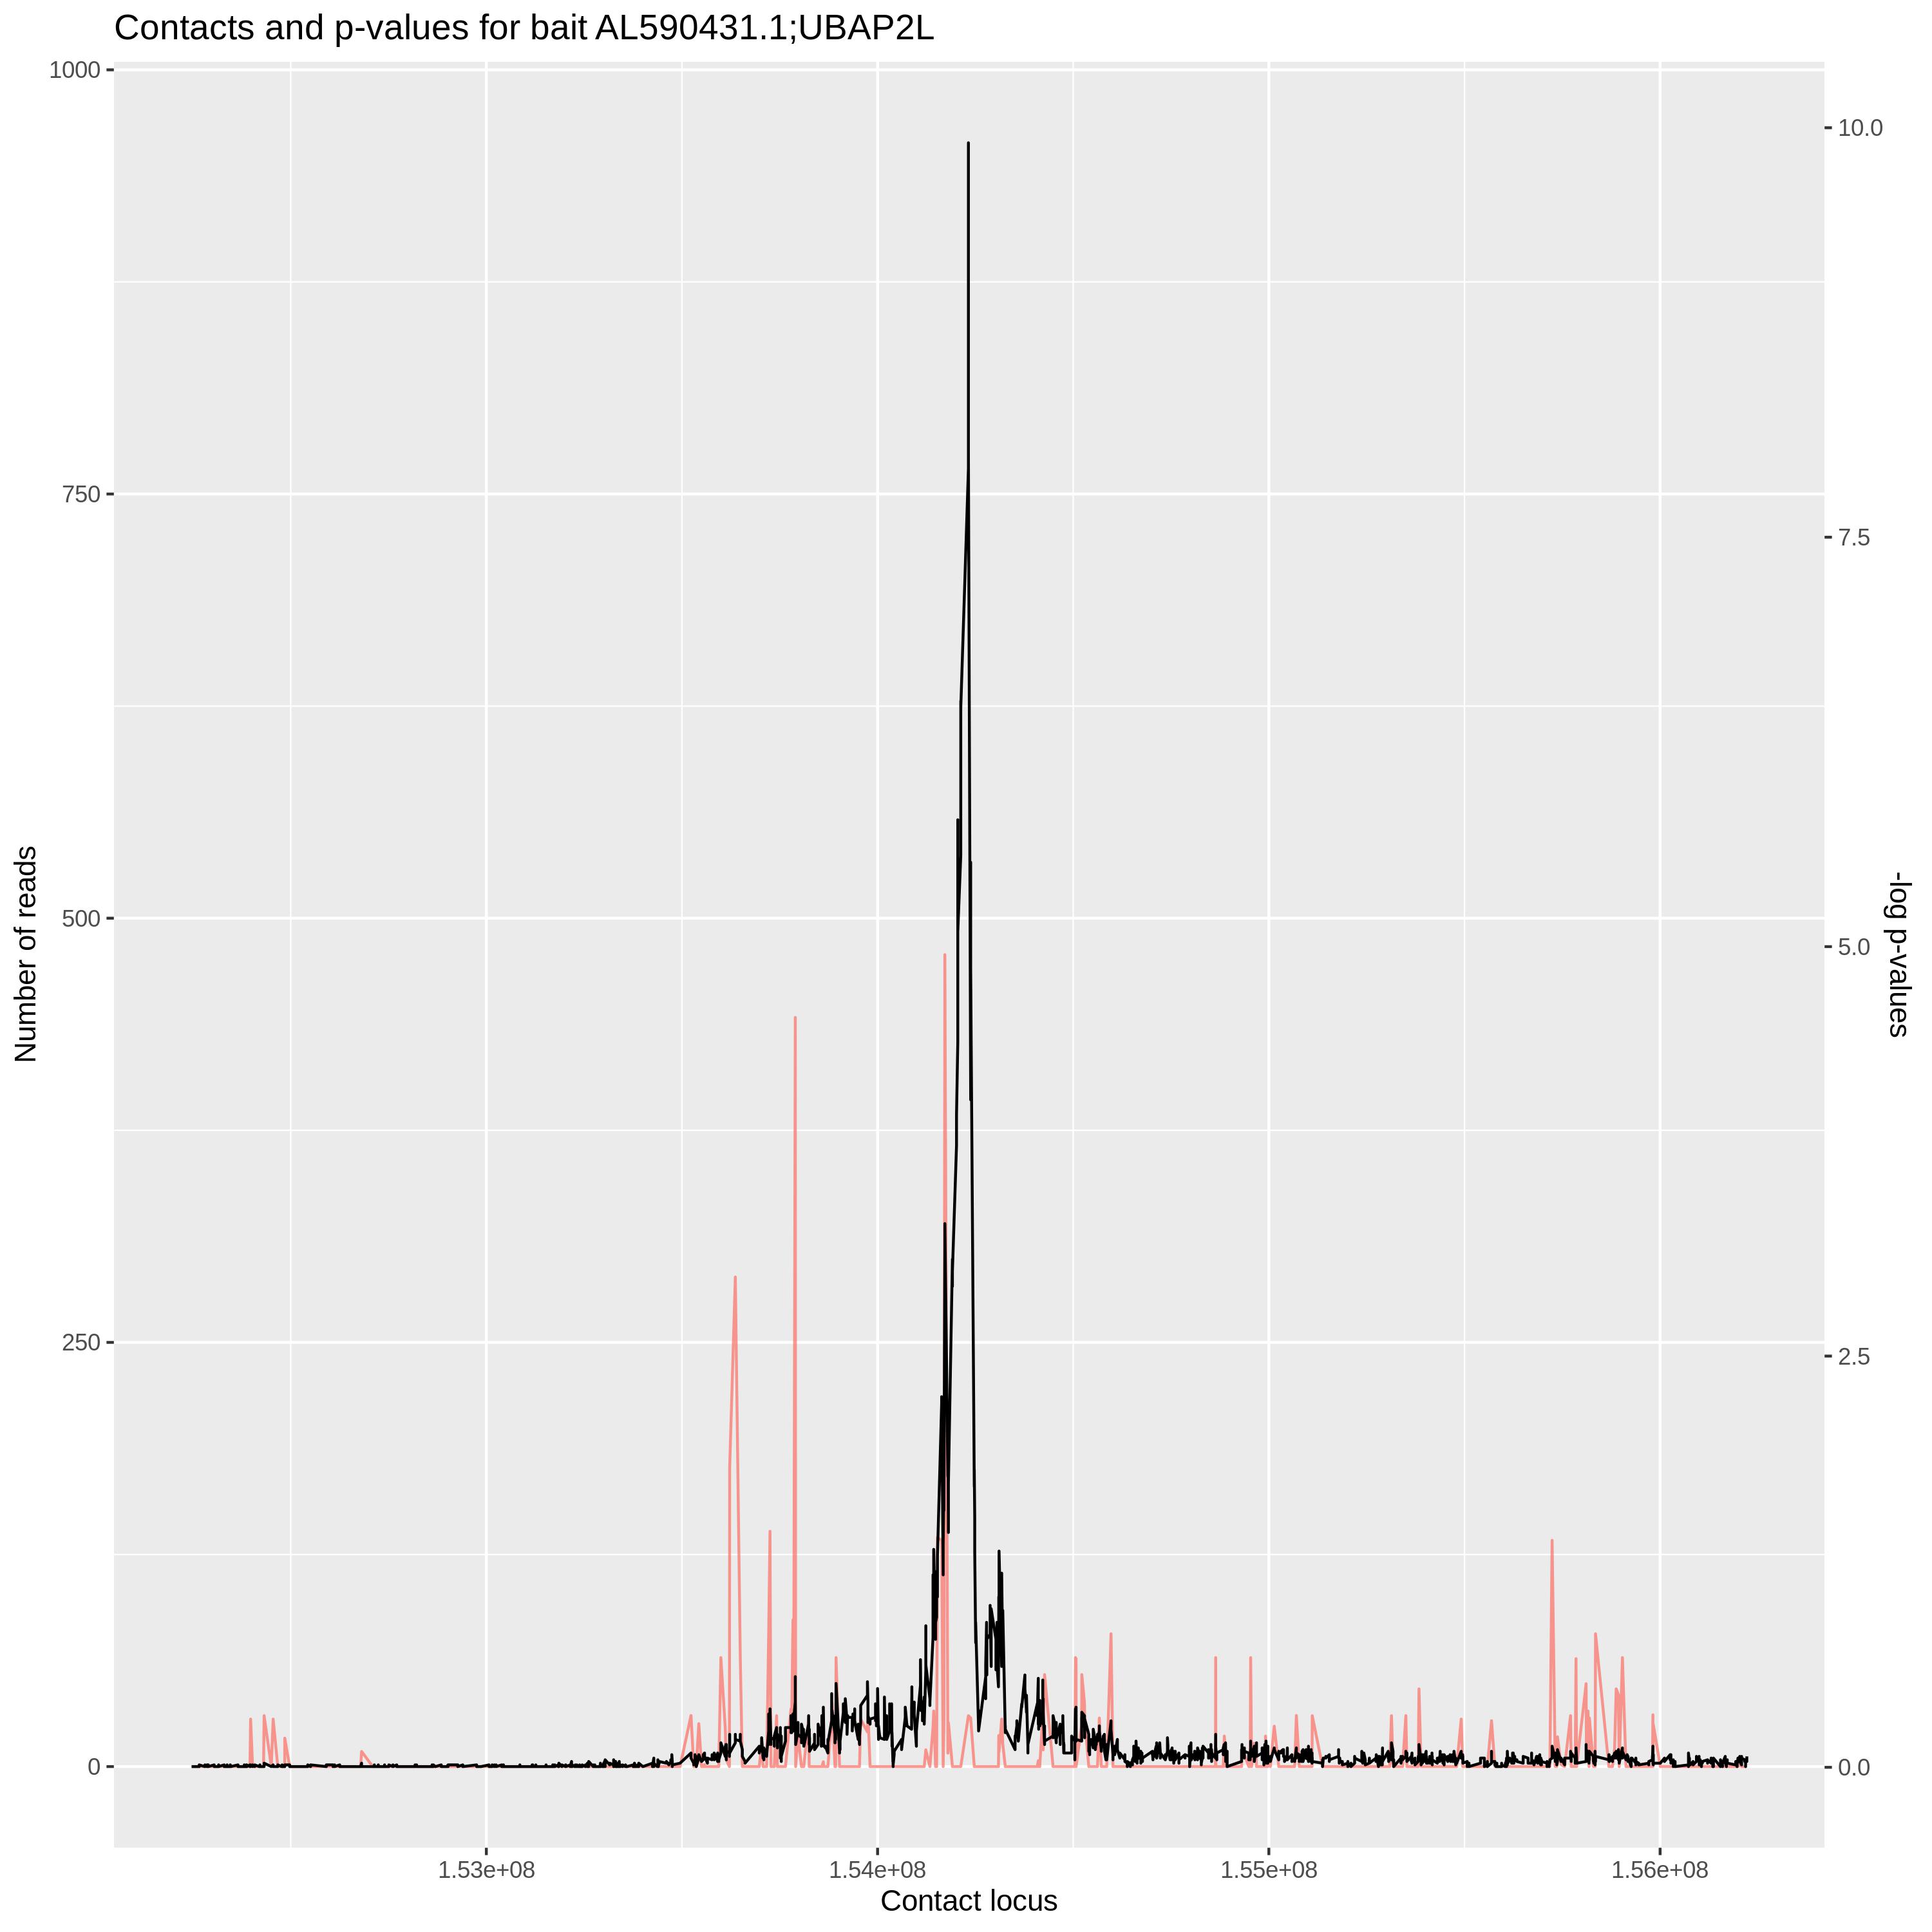 Contacts and p-values for bait AL590431.1;UBAP2L
1000
750
500
250
0
Number of reads
10.0
7.5
5.0
2.5
0.0
-log p-values
1.53e+08
1.54e+08
1.55e+08
1.56e+08
Contact locus